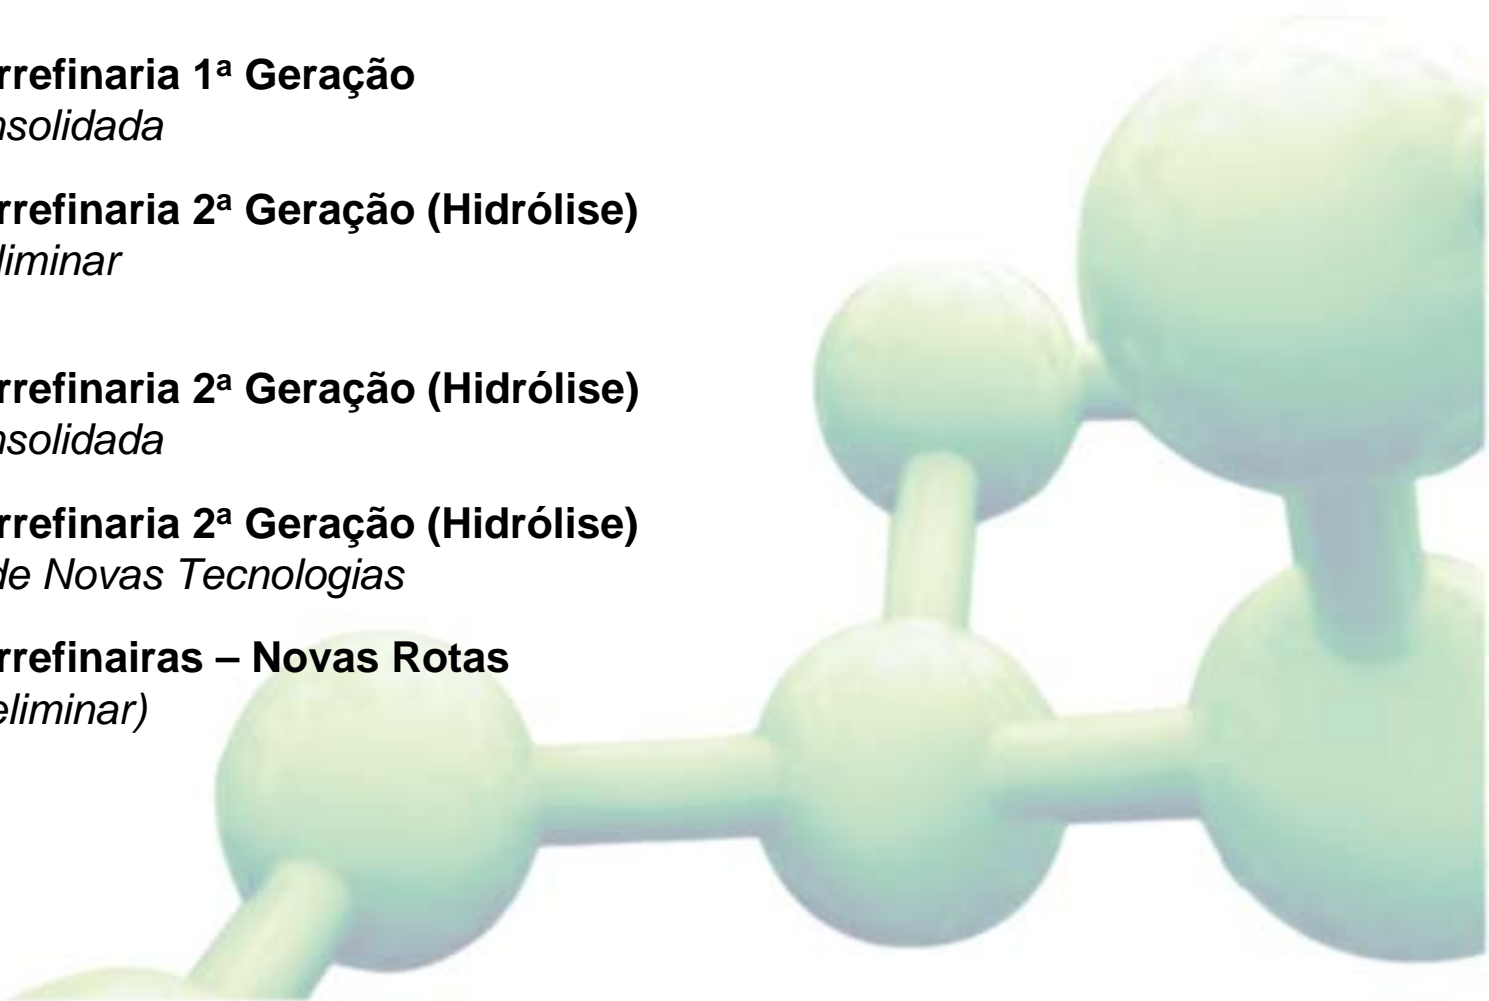 rrefinaria 1ª Geração
nsolidada
rrefinaria 2ª Geração (Hidrólise)
liminar
rrefinaria 2ª Geração (Hidrólise)
nsolidada
rrefinaria 2ª Geração (Hidrólise)
de Novas Tecnologias
rrefinairas – Novas Rotas
eliminar)